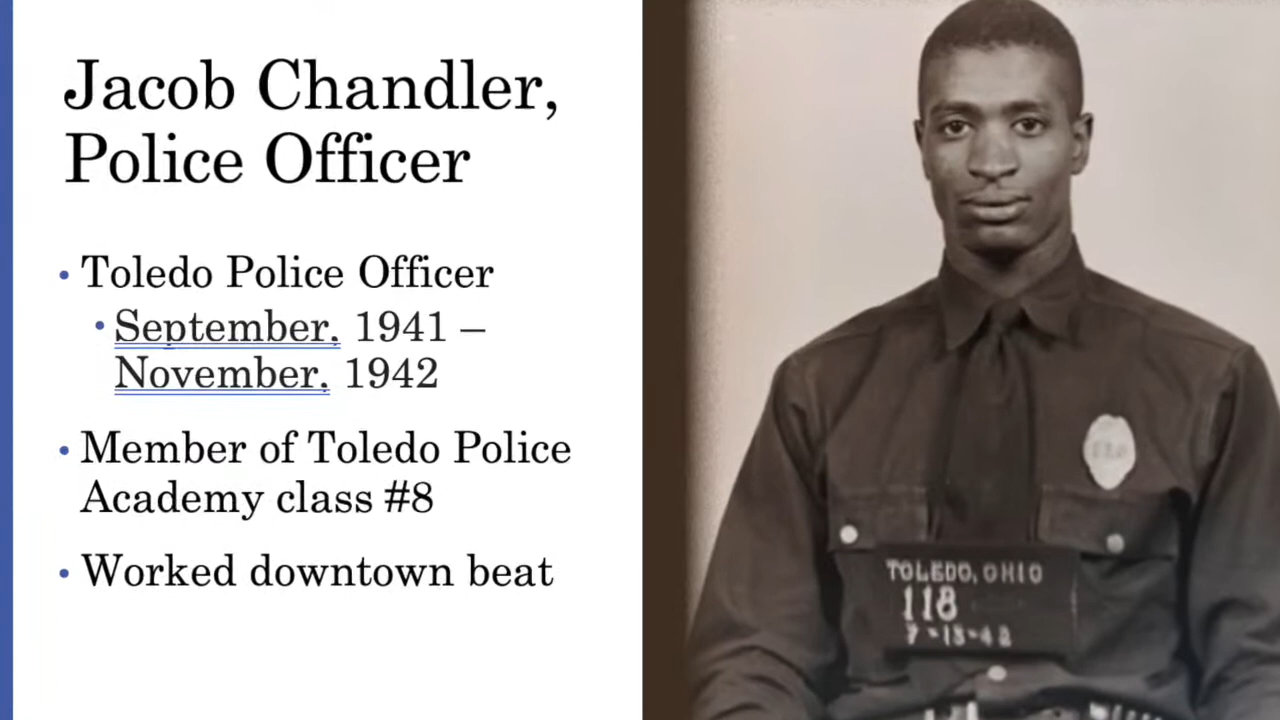 Jacob Chandler,
Police Officer
• Toledo Police Officer
• September, 1941 –
November, 1942
• Member of Toledo Police
Academy class #8
• Worked downtown beat
TOLEDO, OHIO
118
7-13-42